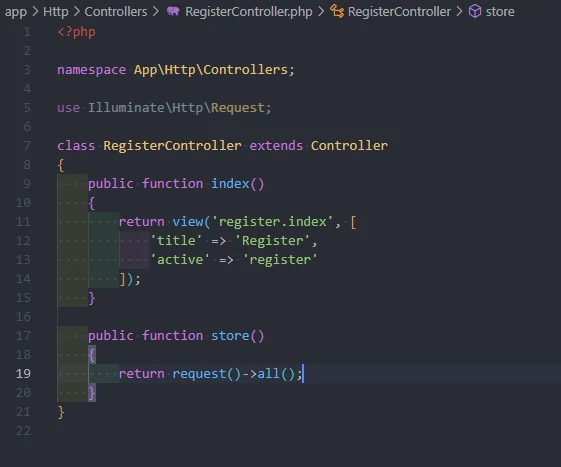 app > Http > Controllers > RegisterController.php > RegisterController > store
1 <?php
2
3 namespace App\Http\Controllers;
4
5 use Illuminate\Http\Request;
6
7 class RegisterController extends Controller
8 {
9     public function index()
10     {
11         return view('register.index', [
12             'title' => 'Register',
13             'active' => 'register'
14         ]);
15     }
16
17     public function store()
18     {
19         return request()->all();
20     }
21 }
22